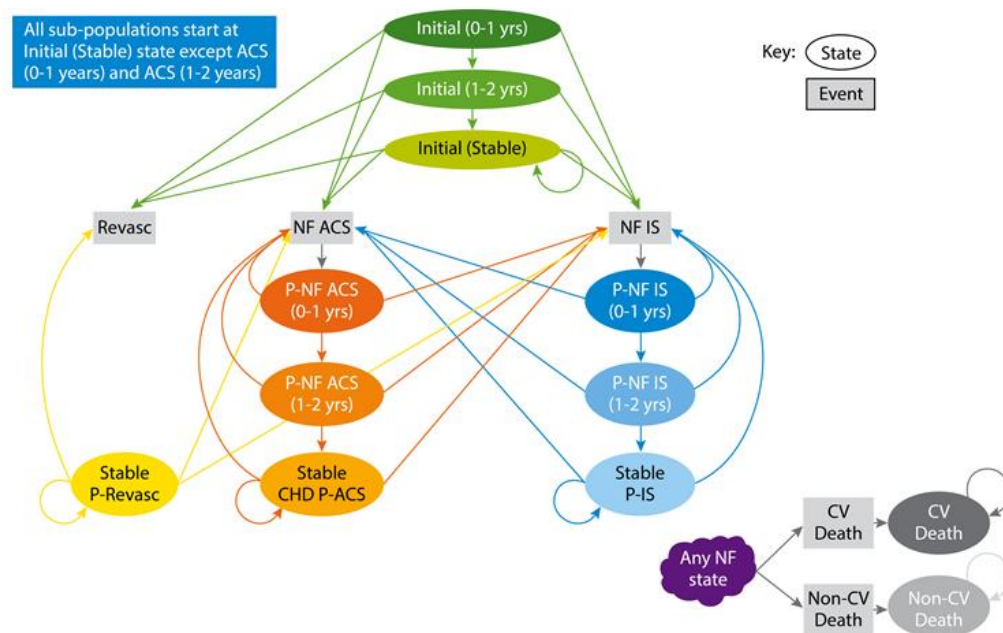 All sub-populations start at
Initial (Stable) state except ACS
(0-1 years) and ACS (1-2 years)
Initial (0-1 yrs)
Key:
State
Event
Initial (1-2 yrs)
Initial (Stable)
Revasc
NF ACS
NF IS
P-NF ACS
(0-1 yrs)
P-NF IS
(0-1 yrs)
P-NF ACS
(1-2 yrs)
P-NF IS
(1-2 yrs)
Stable
P-Revasc
Stable
CHD P-ACS
Stable
P-IS
Any NF
state
CV
Death
CV
Death
Non-CV
Death
Non-CV
Death